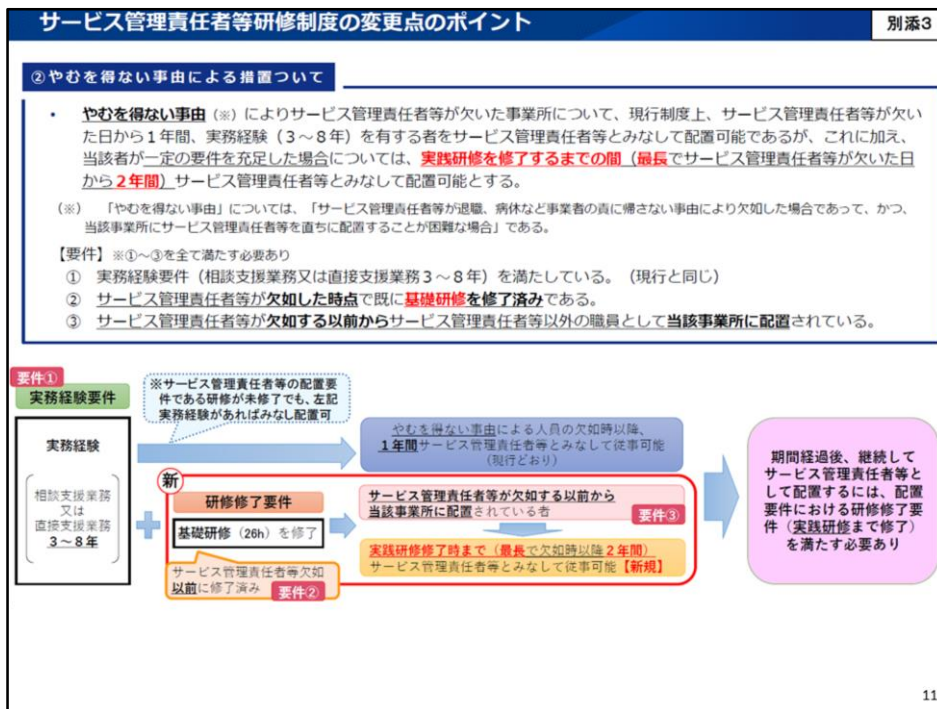 サービス管理責任者等研修制度の変更点のポイント
別添3
②やむを得ない事由による措置ついて
• やむを得ない事由（※）によりサービス管理責任者等が欠いた事業所について、現行制度上、サービス管理責任者等が欠い
た日から１年間、実務経験（３～８年）を有する者をサービス管理責任者等とみなして配置可能であるが、これに加え、
当該者が一定の要件を充足した場合については、実践研修を修了するまでの間（最長でサービス管理責任者等が欠いた日
から２年間）サービス管理責任者等とみなして配置可能とする。
（※） 「やむを得ない事由」については、「サービス管理責任者等が退職、病休など事業者の責に帰さない事由により欠如した場合であって、かつ、
当該事業所にサービス管理責任者等を直ちに配置することが困難な場合」である。
【要件】※①～③を全て満たす必要あり
① 実務経験要件（相談支援業務又は直接支援業務３～８年）を満たしている。（現行と同じ）
② サービス管理責任者等が欠如した時点で既に基礎研修を修了済みである。
③ サービス管理責任者等が欠如する以前からサービス管理責任者等以外の職員として当該事業所に配置されている。
要件①
実務経験要件
実務経験
相談支援業務
又は
直接支援業務
３～８年
※サービス管理責任者等の配置要
件である研修が未修了でも、左記
実務経験があればみなし配置可
やむを得ない事由による人員の欠如時以降、
１年間サービス管理責任者等とみなして従事可能
（現行どおり）
新
研修修了要件
基礎研修（26h）を修了
サービス管理責任者等欠如
以前に修了済み
要件②
サービス管理責任者等が欠如する以前から
当該事業所に配置されている者
要件③
実践研修修了時まで（最長で欠如時以降２年間）
サービス管理責任者等とみなして従事可能【新規】
期間経過後、継続して
サービス管理責任者等と
して配置するには、配置
要件における研修修了要
件（実践研修まで修了）
を満たす必要あり
11